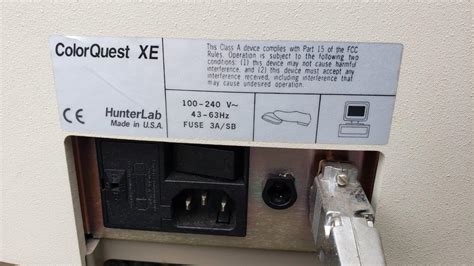 ColorQuest XE
This Class A device complies with Part 15 of the FCC
Rules. Operation is subject to the following two
conditions: (1) this device may not cause harmful
interference, and (2) this device must accept any
interference received, including interference that
may cause undesired operation.
CE
HunterLab
Made in U.S.A.
100-240 V~
43-63Hz
FUSE 3A/SB